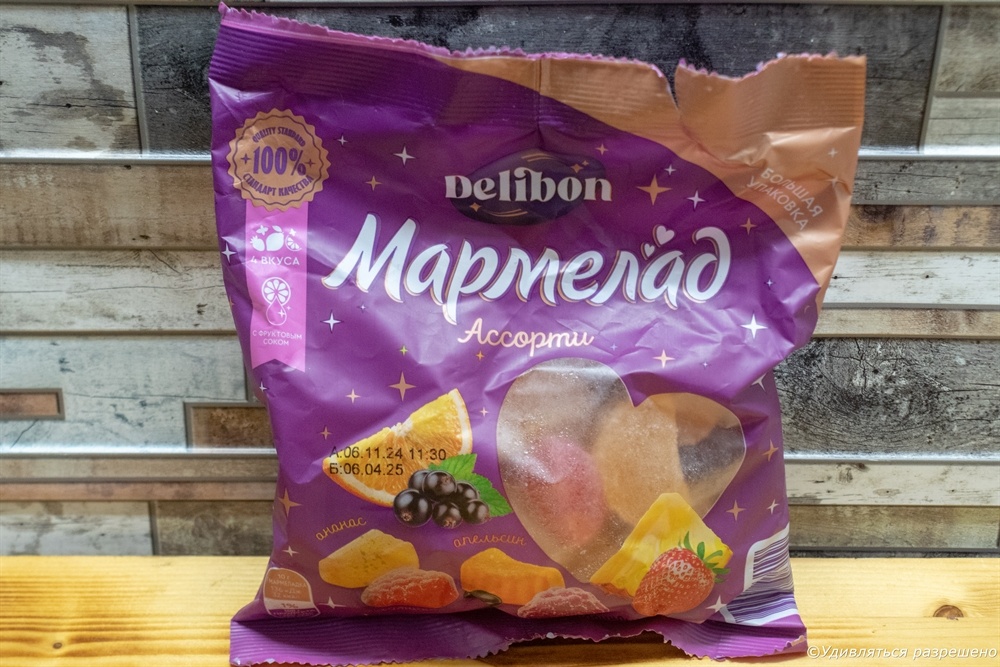 QUALITY STANDARD
100%
СТАНДАРТ КАЧЕСТВА
4 ВКУСА
С ФРУКТОВЫМ
СОКОМ
Delibon
БОЛЬШАЯ
УПАКОВКА
Мармелад
Ассорти
А:06.11.24 11:30
Б:06.04.25
ананас
апельсин
©Удивляться разрешено